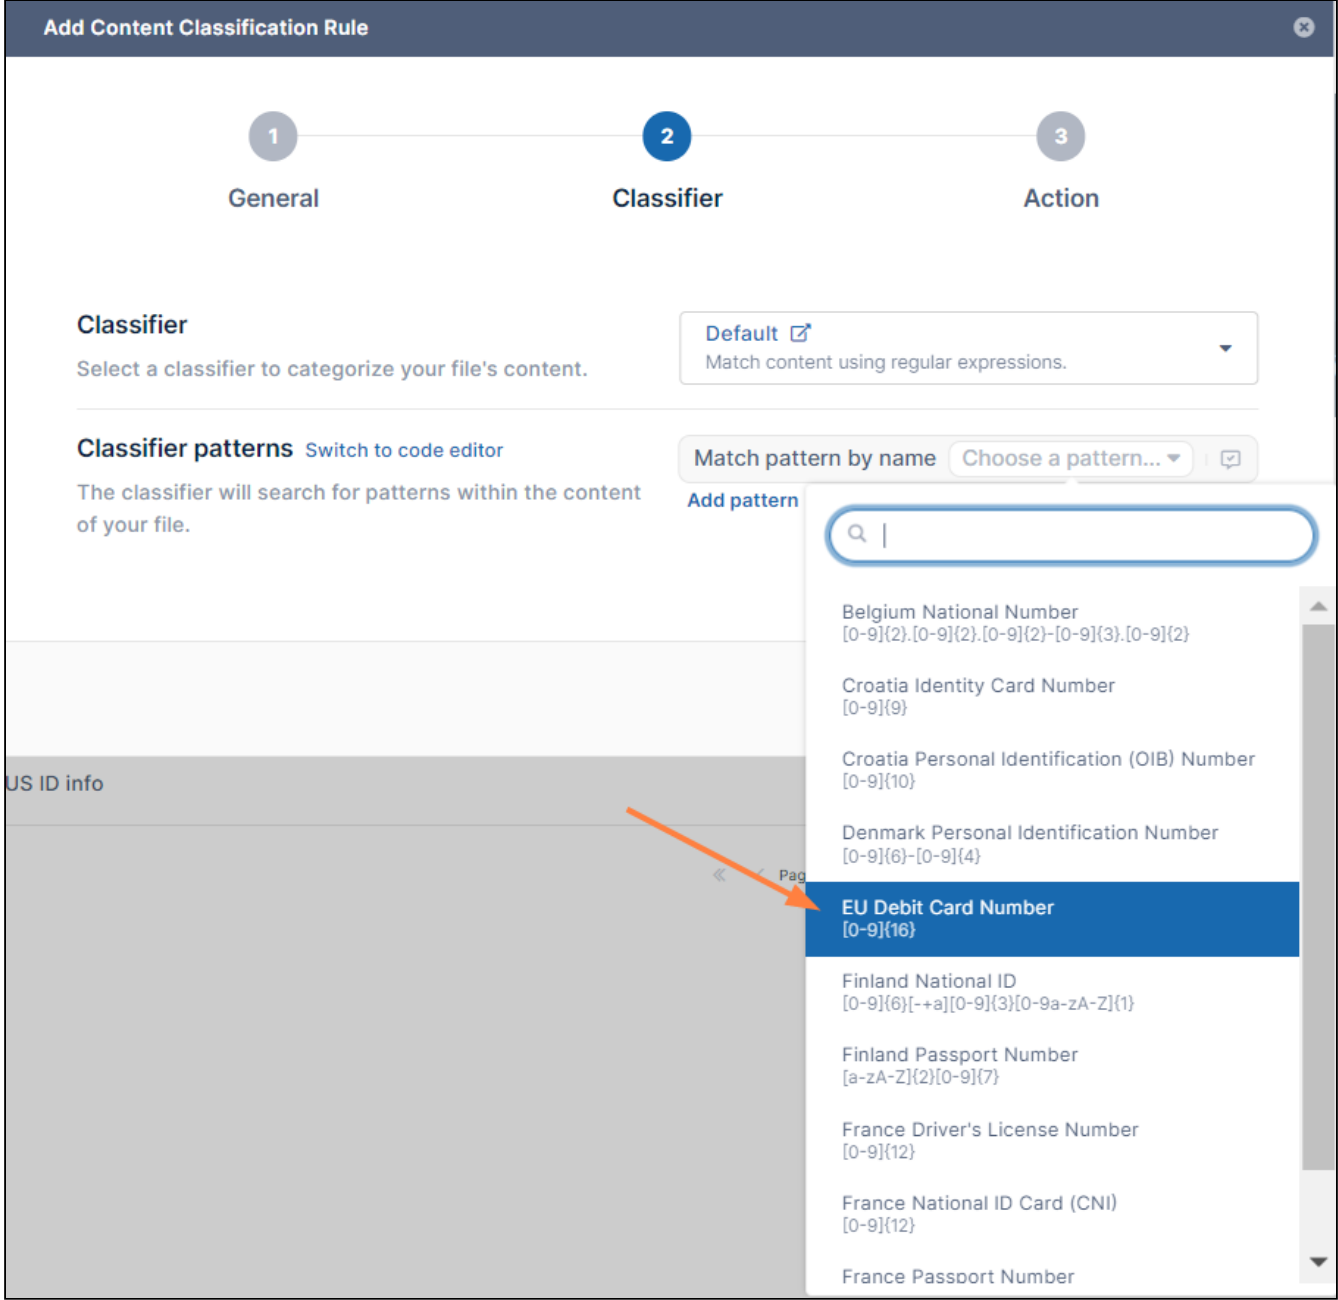 Add Content Classification Rule
1
2
3
General
Classifier
Action
Classifier
Select a classifier to categorize your file's content.
Default
Match content using regular expressions.
Classifier patterns Switch to code editor
The classifier will search for patterns within the content
of your file.
Match pattern by name Choose a pattern...
Add pattern
Belgium National Number
[0-9]{2}.[0-9]{2}.[0-9]{2}-[0-9]{3}.[0-9]{2}
Croatia Identity Card Number
[0-9]{9}
Croatia Personal Identification (OIB) Number
[0-9]{10}
Denmark Personal Identification Number
[0-9]{6}-[0-9]{4}
EU Debit Card Number
[0-9]{16}
Finland National ID
[0-9]{6}[-+a][0-9]{3}[0-9a-zA-Z]{1}
Finland Passport Number
[a-zA-Z]{2}[0-9]{7}
France Driver's License Number
[0-9]{12}
France National ID Card (CNI)
[0-9]{12}
France Passport Number
US ID info
Pag